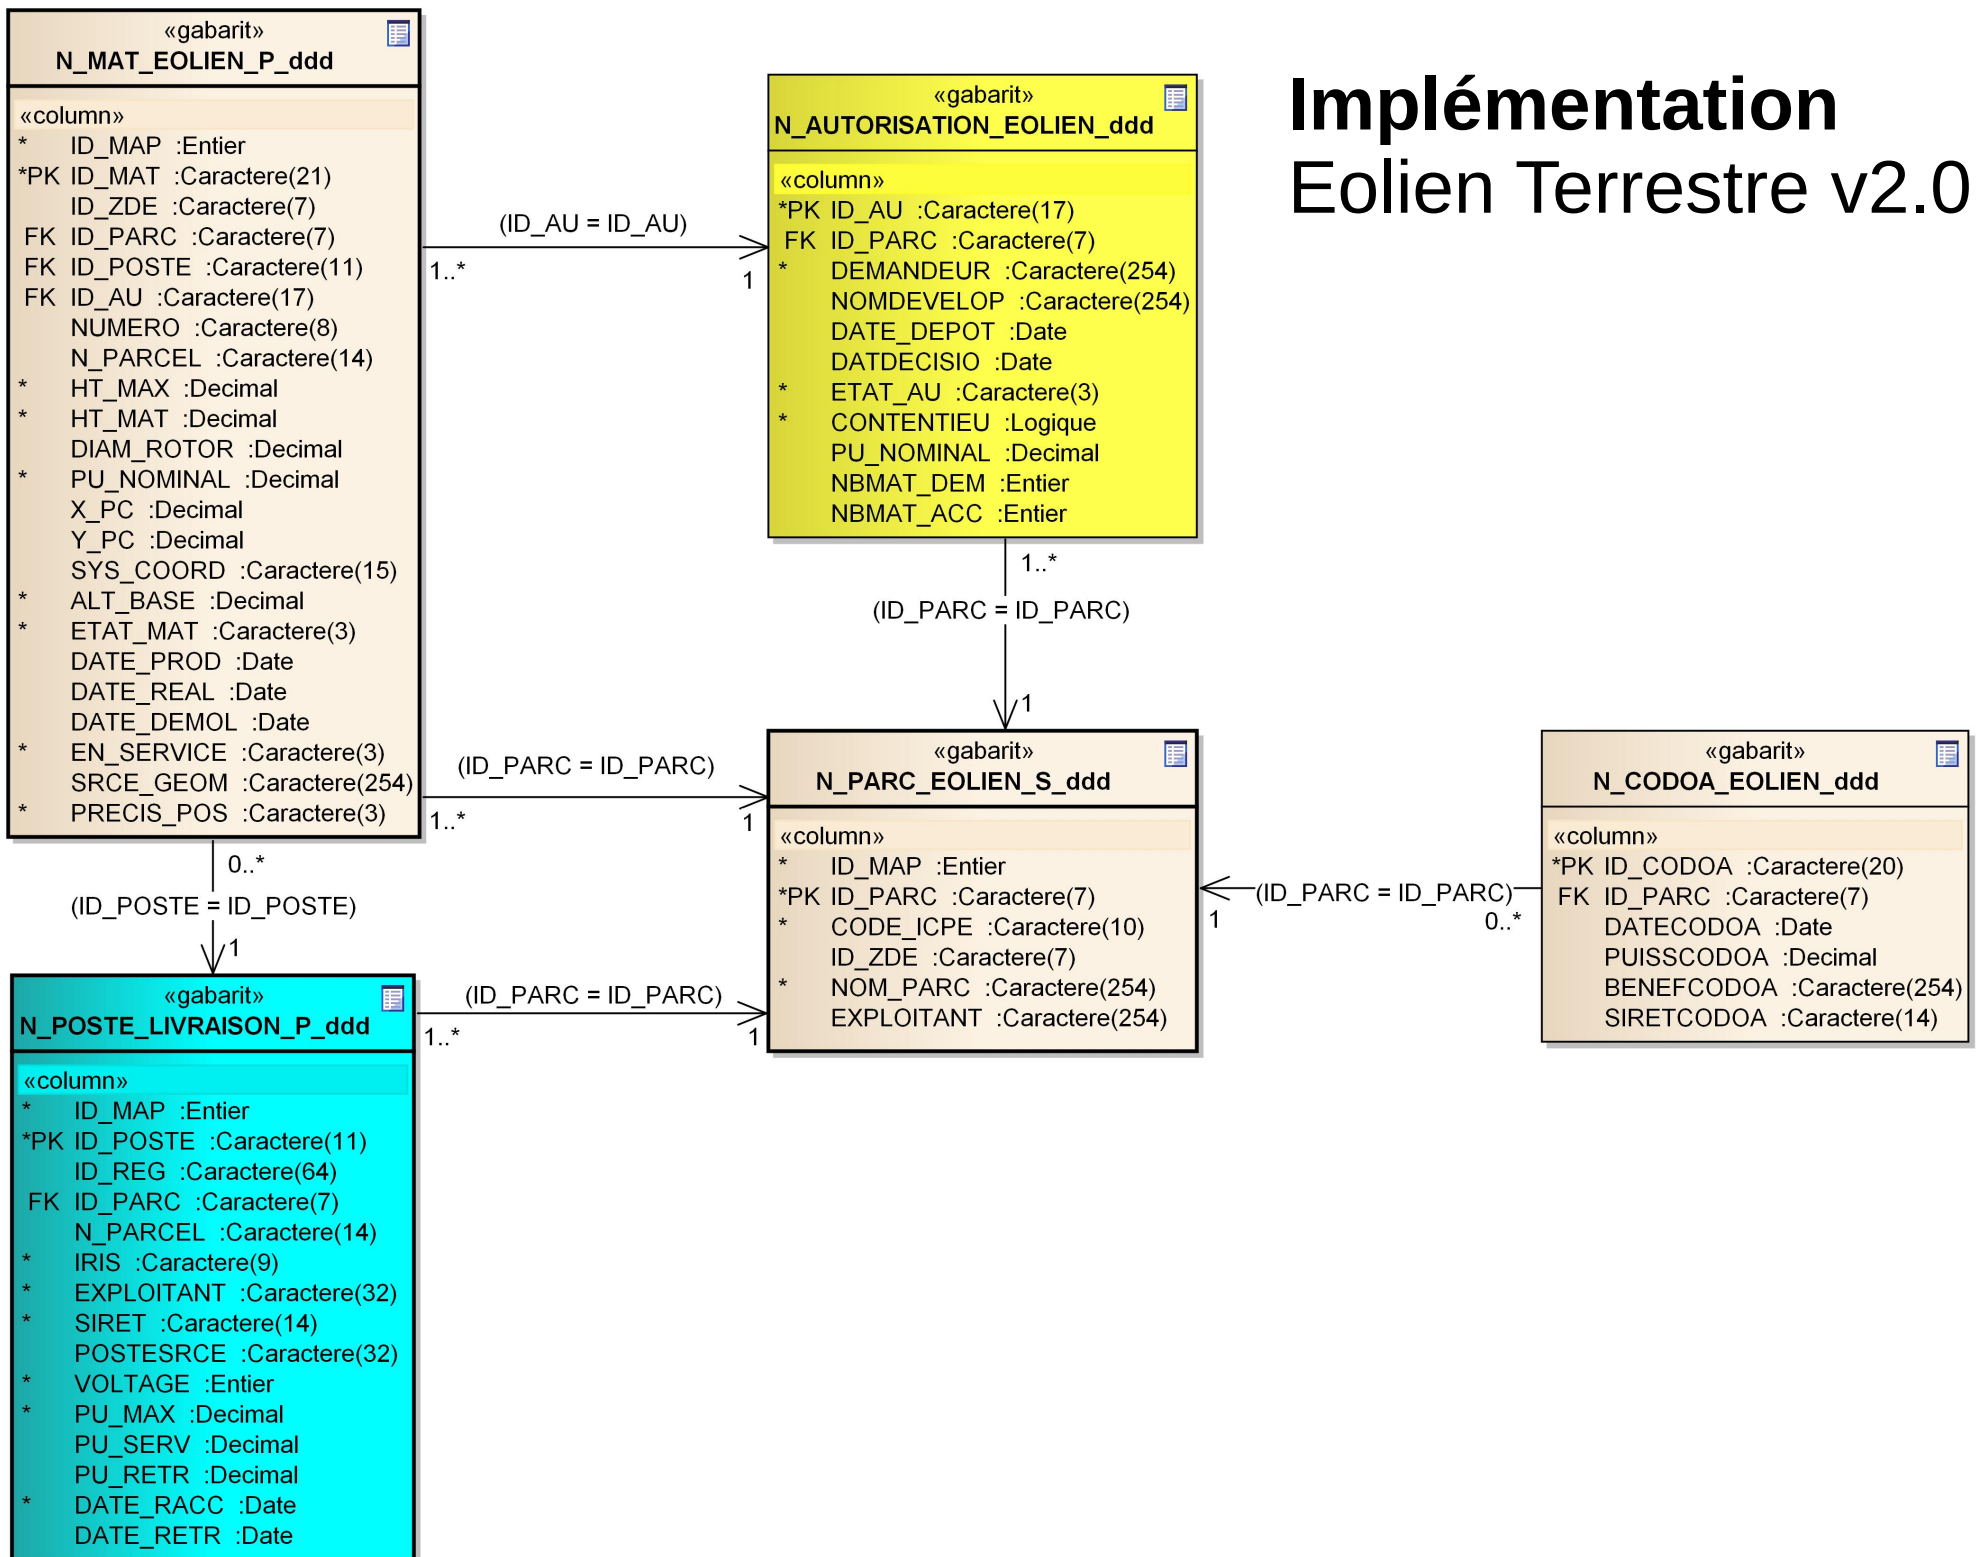 Implémentation
Eolien Terrestre v2.0
«gabarit»
N_MAT_EOLIEN_P_ddd
«column»
* ID_MAP :Entier
*PK ID_MAT :Caractere(21)
ID_ZDE :Caractere(7)
FK ID_PARC :Caractere(7)
FK ID_POSTE :Caractere(11)
FK ID_AU :Caractere(17)
NUMERO :Caractere(8)
N_PARCEL :Caractere(14)
* HT_MAX :Decimal
* HT_MAT :Decimal
DIAM_ROTOR :Decimal
* PU_NOMINAL :Decimal
X_PC :Decimal
Y_PC :Decimal
SYS_COORD :Caractere(15)
* ALT_BASE :Decimal
* ETAT_MAT :Caractere(3)
DATE_PROD :Date
DATE_REAL :Date
DATE_DEMOL :Date
* EN_SERVICE :Caractere(3)
SRCE_GEOM :Caractere(254)
* PRECIS_POS :Caractere(3)
(ID_AU = ID_AU)
1..*
1
«gabarit»
N_AUTORISATION_EOLIEN_ddd
«column»
*PK ID_AU :Caractere(17)
FK ID_PARC :Caractere(7)
* DEMANDEUR :Caractere(254)
NOMDEVELOP :Caractere(254)
DATE_DEPOT :Date
DATDECISIO :Date
* ETAT_AU :Caractere(3)
* CONTENTIEU :Logique
PU_NOMINAL :Decimal
NBMAT_DEM :Entier
NBMAT_ACC :Entier
1..*
(ID_PARC = ID_PARC)
1
(ID_PARC = ID_PARC)
1..*
1
«gabarit»
N_PARC_EOLIEN_S_ddd
«column»
* ID_MAP :Entier
*PK ID_PARC :Caractere(7)
* CODE_ICPE :Caractere(10)
ID_ZDE :Caractere(7)
* NOM_PARC :Caractere(254)
EXPLOITANT :Caractere(254)
(ID_PARC = ID_PARC)
1
0..*
«gabarit»
N_CODOA_EOLIEN_ddd
«column»
*PK ID_CODOA :Caractere(20)
FK ID_PARC :Caractere(7)
DATECODOA :Date
PUISSCODOA :Decimal
BENEFCODOA :Caractere(254)
SIRETCODOA :Caractere(14)
0..*
(ID_POSTE = ID_POSTE)
1
(ID_PARC = ID_PARC)
1..*
1
«gabarit»
N_POSTE_LIVRAISON_P_ddd
«column»
* ID_MAP :Entier
*PK ID_POSTE :Caractere(11)
ID_REG :Caractere(64)
FK ID_PARC :Caractere(7)
N_PARCEL :Caractere(14)
* IRIS :Caractere(9)
* EXPLOITANT :Caractere(32)
* SIRET :Caractere(14)
POSTESRCE :Caractere(32)
* VOLTAGE :Entier
* PU_MAX :Decimal
PU_SERV :Decimal
PU_RETR :Decimal
* DATE_RACC :Date
DATE_RETR :Date